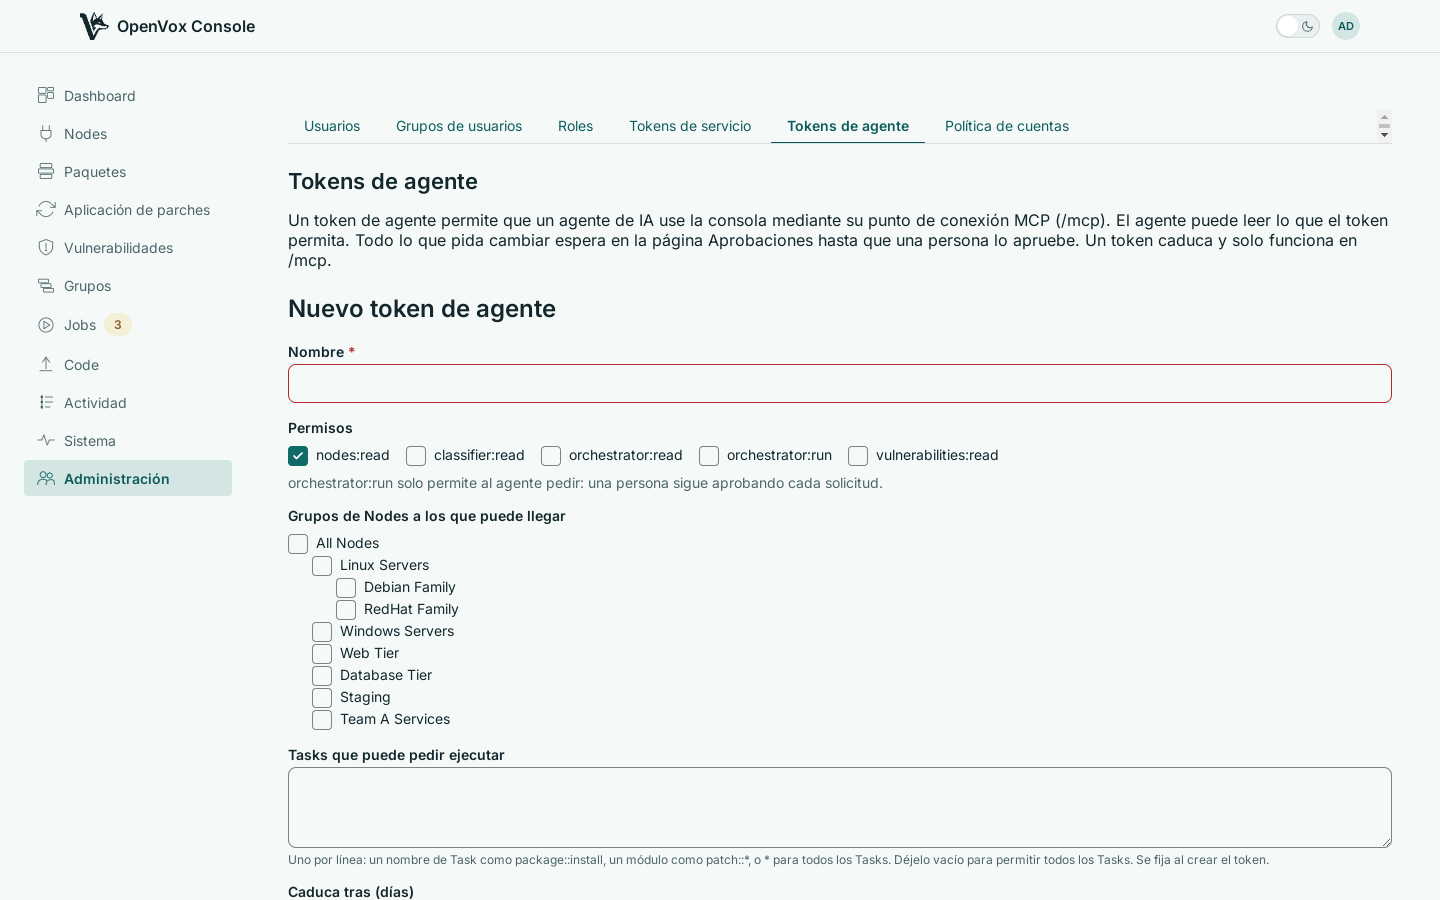 OpenVox Console
AD
Dashboard
Nodes
Paquetes
Aplicación de parches
Vulnerabilidades
Grupos
Jobs 3
Code
Actividad
Sistema
Administración
Usuarios Grupos de usuarios Roles Tokens de servicio Tokens de agente Política de cuentas
Tokens de agente
Un token de agente permite que un agente de IA use la consola mediante su punto de conexión MCP (/mcp). El agente puede leer lo que el token
permita. Todo lo que pida cambiar espera en la página Aprobaciones hasta que una persona lo apruebe. Un token caduca y solo funciona en
/mcp.
Nuevo token de agente
Nombre *
Permisos
nodes:read classifier:read orchestrator:read orchestrator:run vulnerabilities:read
orchestrator:run solo permite al agente pedir: una persona sigue aprobando cada solicitud.
Grupos de Nodes a los que puede llegar
All Nodes
Linux Servers
Debian Family
RedHat Family
Windows Servers
Web Tier
Database Tier
Staging
Team A Services
Tasks que puede pedir ejecutar
Uno por línea: un nombre de Task como package::install, un módulo como patch::*, o * para todos los Tasks. Déjelo vacío para permitir todos los Tasks. Se fija al crear el token.
Caduca tras (días)